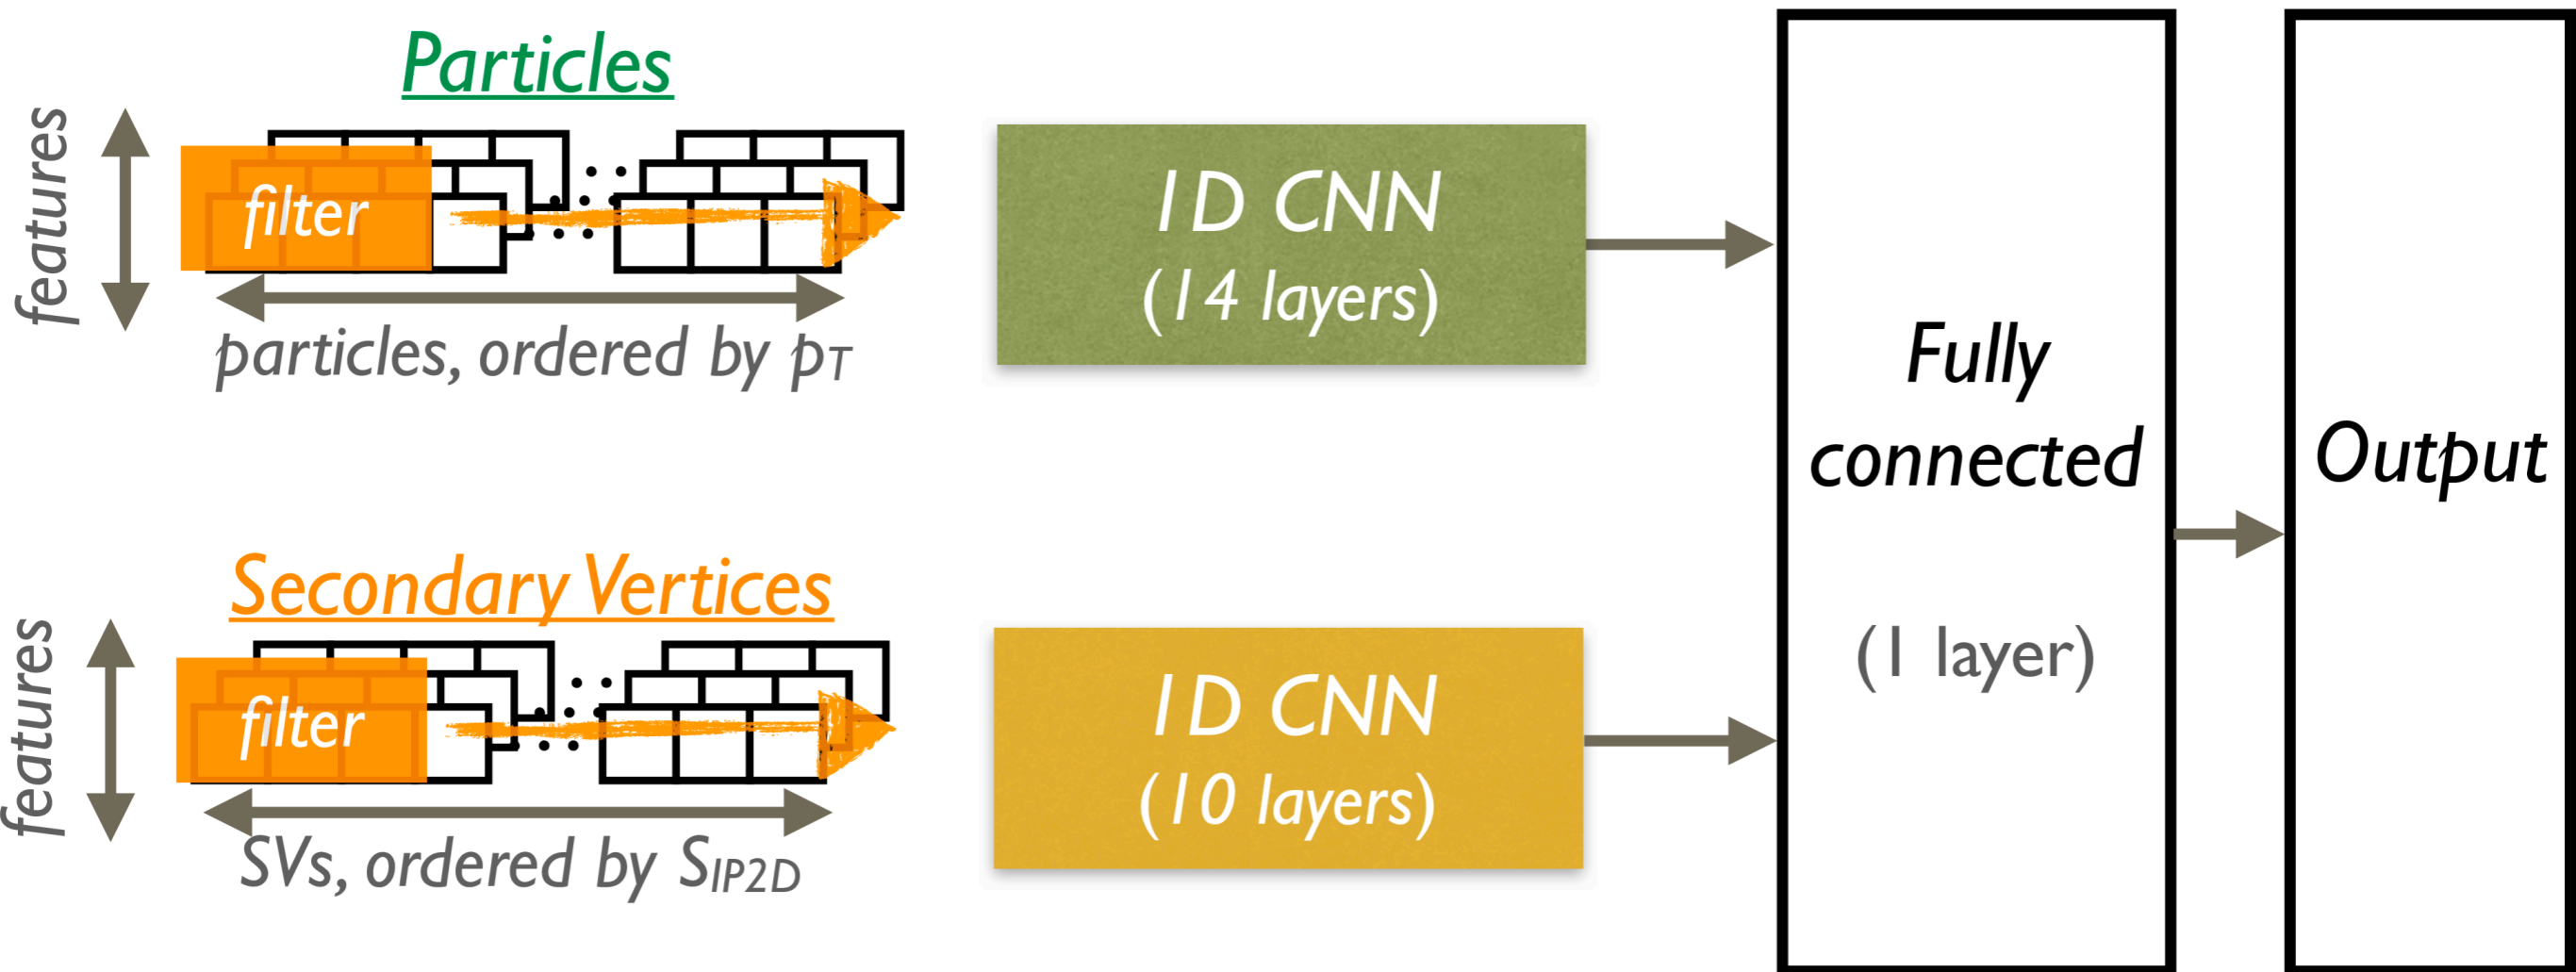 Particles
features
filter
particles, ordered by pT
1D CNN
(14 layers)
Secondary Vertices
features
filter
SVs, ordered by SIP2D
1D CNN
(10 layers)
Fully
connected
(1 layer)
Output